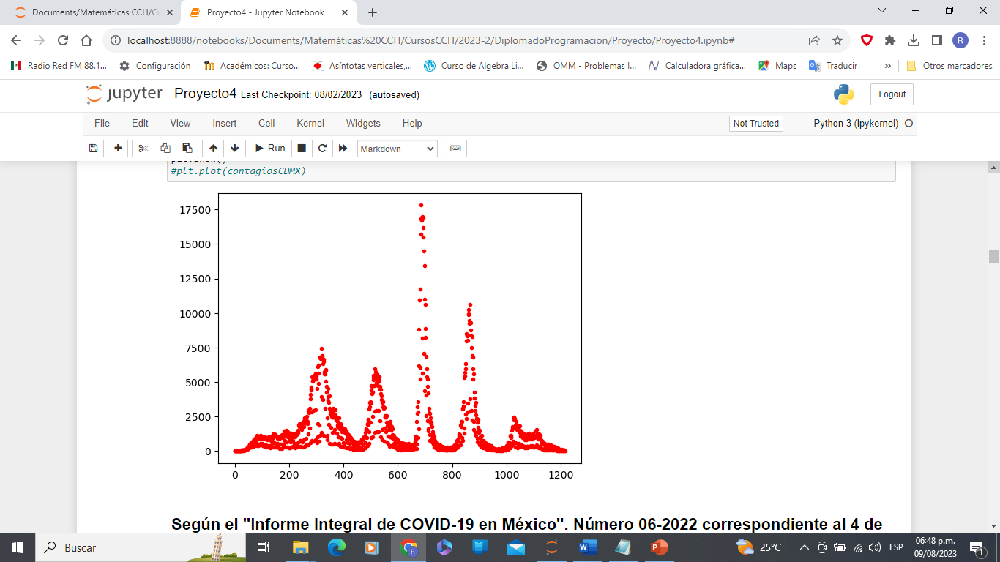 Documents/Matemáticas CCH/Cu
Proyecto4 - Jupyter Notebook
localhost:8888/notebooks/Documents/Matemáticas%20CCH/CursosCCH/2023-2/DiplomadoProgramacion/Proyecto/Proyecto4.ipynb#
R
Radio Red FM 88.1...
Configuración
Académicos: Curso...
Asíntotas verticales,...
Curso de Algebra Li...
OMM - Problemas I...
Calculadora gráfica...
Maps
Traducir
»
Otros marcadores
jupyter
Proyecto4 Last Checkpoint: 08/02/2023 (autosaved)
Logout
File Edit View Insert Cell Kernel Widgets Help
Not Trusted
Python 3 (ipykernel)
Run
Markdown
#plt.plot(contagiosCDMX)
17500
15000
12500
10000
7500
5000
2500
0
0 200 400 600 800 1000 1200
Según el "Informe Integral de COVID-19 en México". Número 06-2022 correspondiente al 4 de
Buscar
25°C
ESP
06:48 p.m.
09/08/2023
1